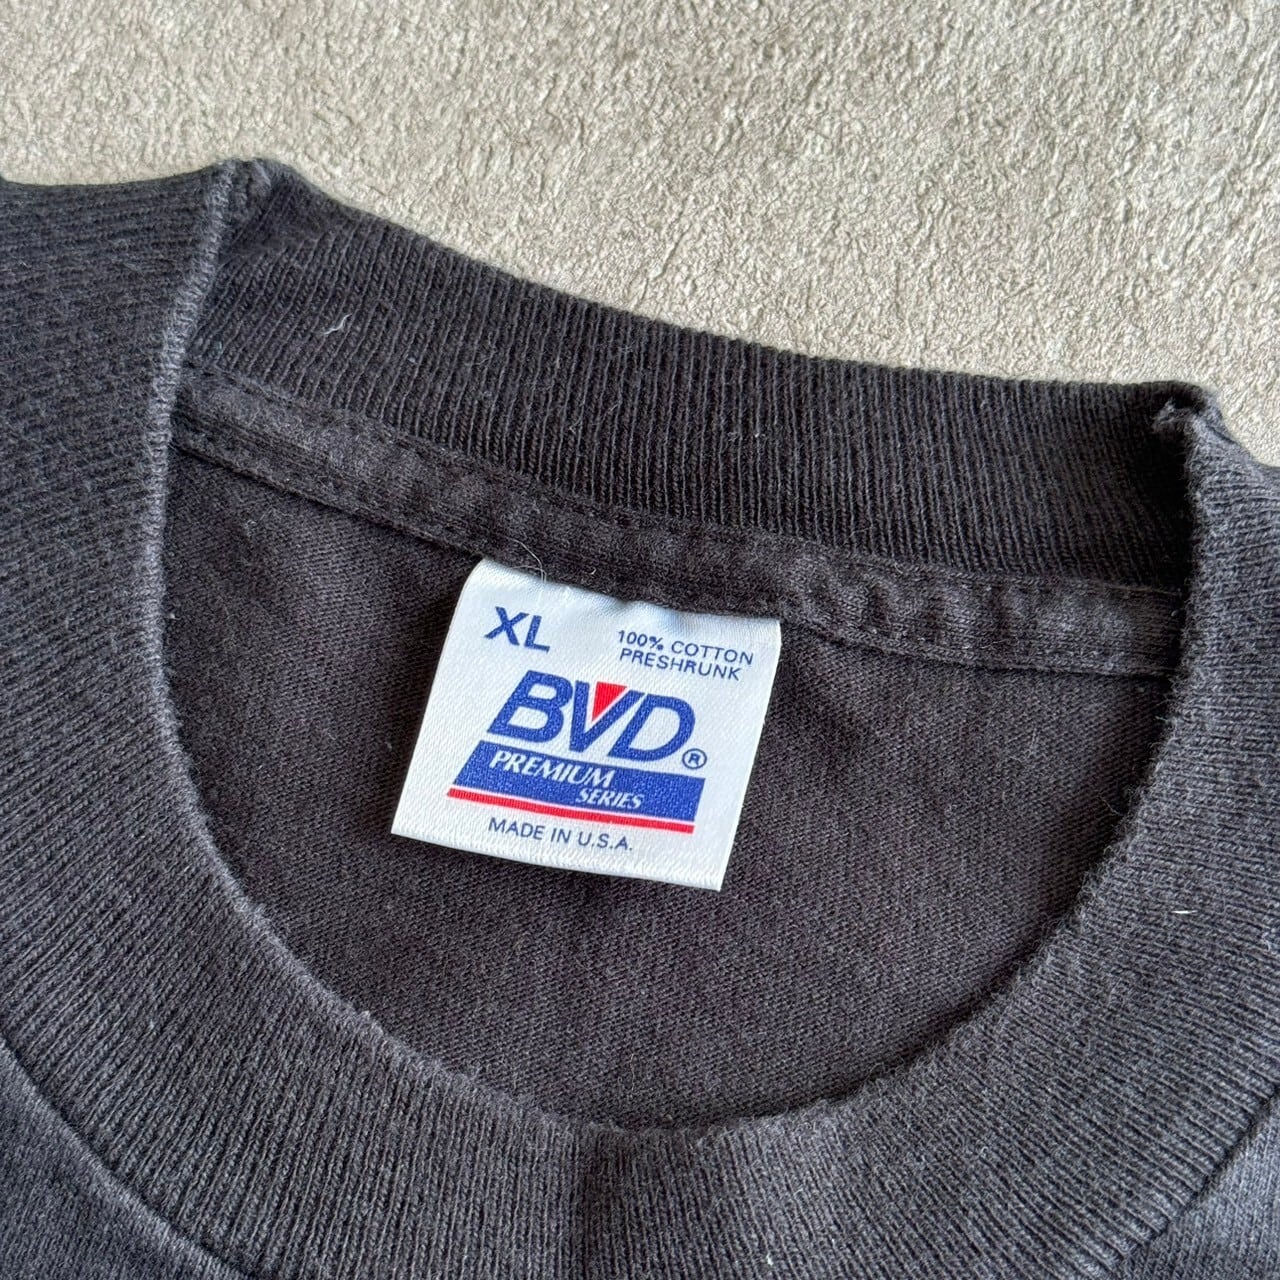 XL
100% COTTON
PRESHRUNK
BVD®
PREMIUM
SERIES
MADE IN U.S.A.